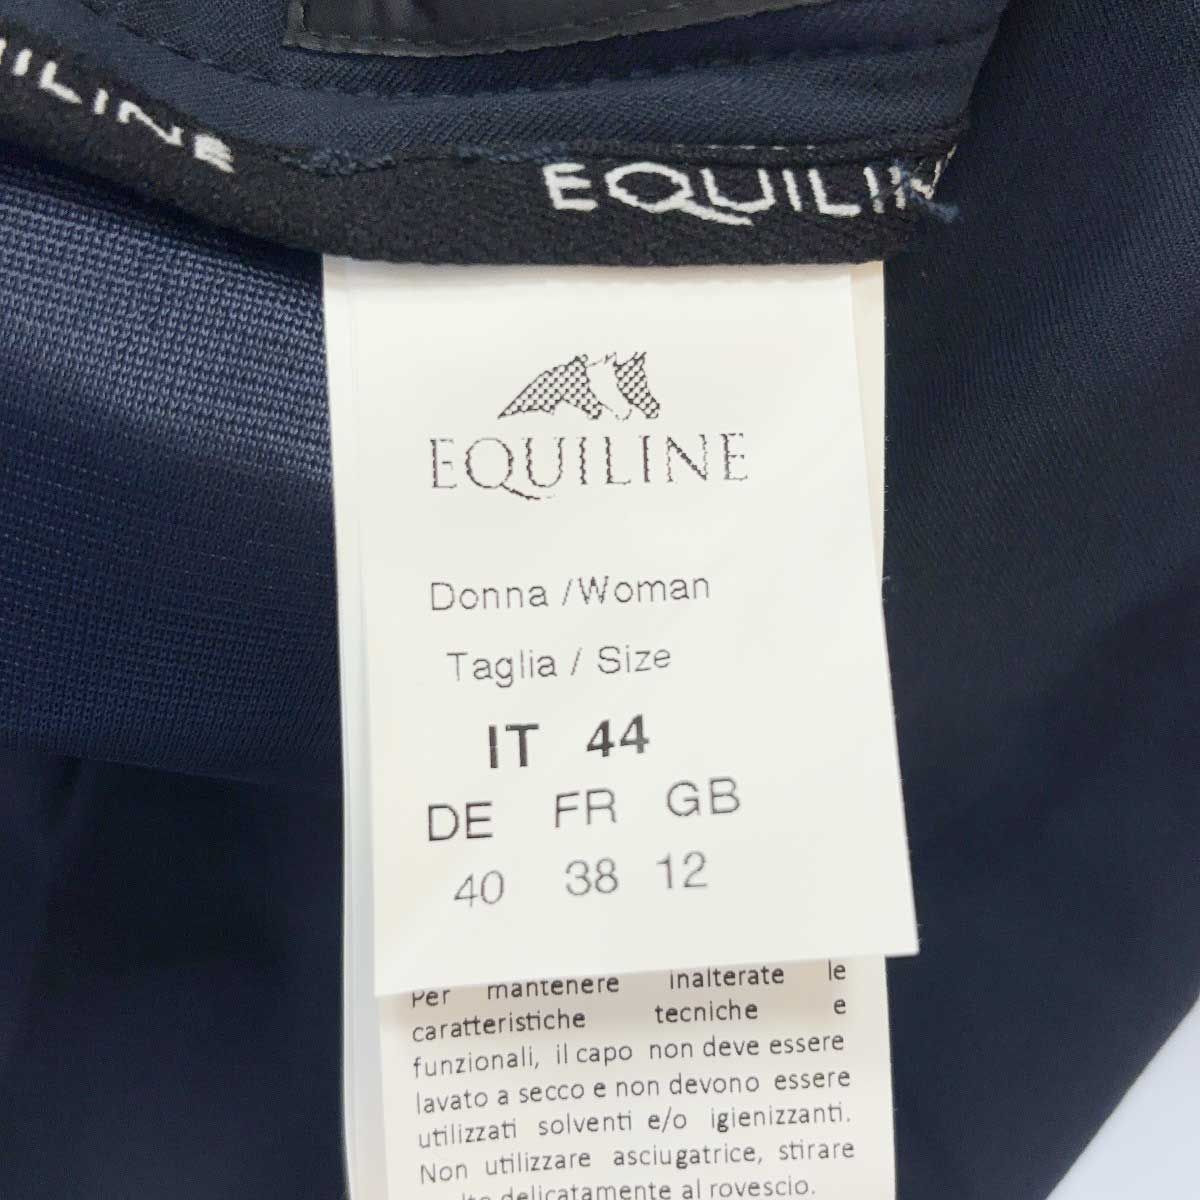 EQUILINE
Donna /Woman
Taglia / Size
IT 44
DE FR GB
40 38 12
Per mantenere inalterate le
caratteristiche tecniche e
funzionali, il capo non deve essere
lavato a secco e non devono essere
utilizzati solventi e/o igienizzanti.
Non utilizzare asciugatrice, stirare
delicatamente al rovescio.